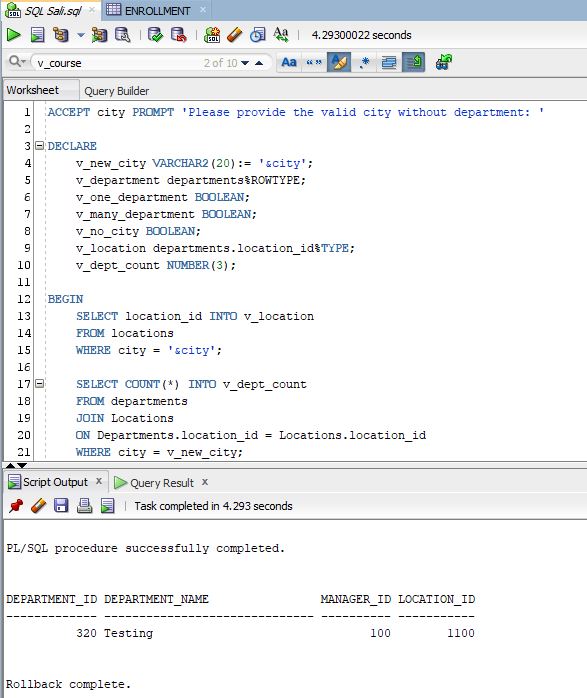 SQL Sali.sql × ENROLLMENT ×
4.29300022 seconds
v_course 2 of 10 Aa “” .*
Worksheet Query Builder
1 ACCEPT city PROMPT 'Please provide the valid city without department: '
2
3 DECLARE
4 v_new_city VARCHAR2(20):= '&city';
5 v_department departments%ROWTYPE;
6 v_one_department BOOLEAN;
7 v_many_department BOOLEAN;
8 v_no_city BOOLEAN;
9 v_location departments.location_id%TYPE;
10 v_dept_count NUMBER(3);
11
12 BEGIN
13 SELECT location_id INTO v_location
14 FROM locations
15 WHERE city = '&city';
16
17 SELECT COUNT(*) INTO v_dept_count
18 FROM departments
19 JOIN Locations
20 ON Departments.location_id = Locations.location_id
21 WHERE city = v_new_city;
Script Output × Query Result ×
Task completed in 4.293 seconds
PL/SQL procedure successfully completed.
DEPARTMENT_ID DEPARTMENT_NAME MANAGER_ID LOCATION_ID
------------- ------------------------------ ---------- -----------
320 Testing 100 1100
Rollback complete.